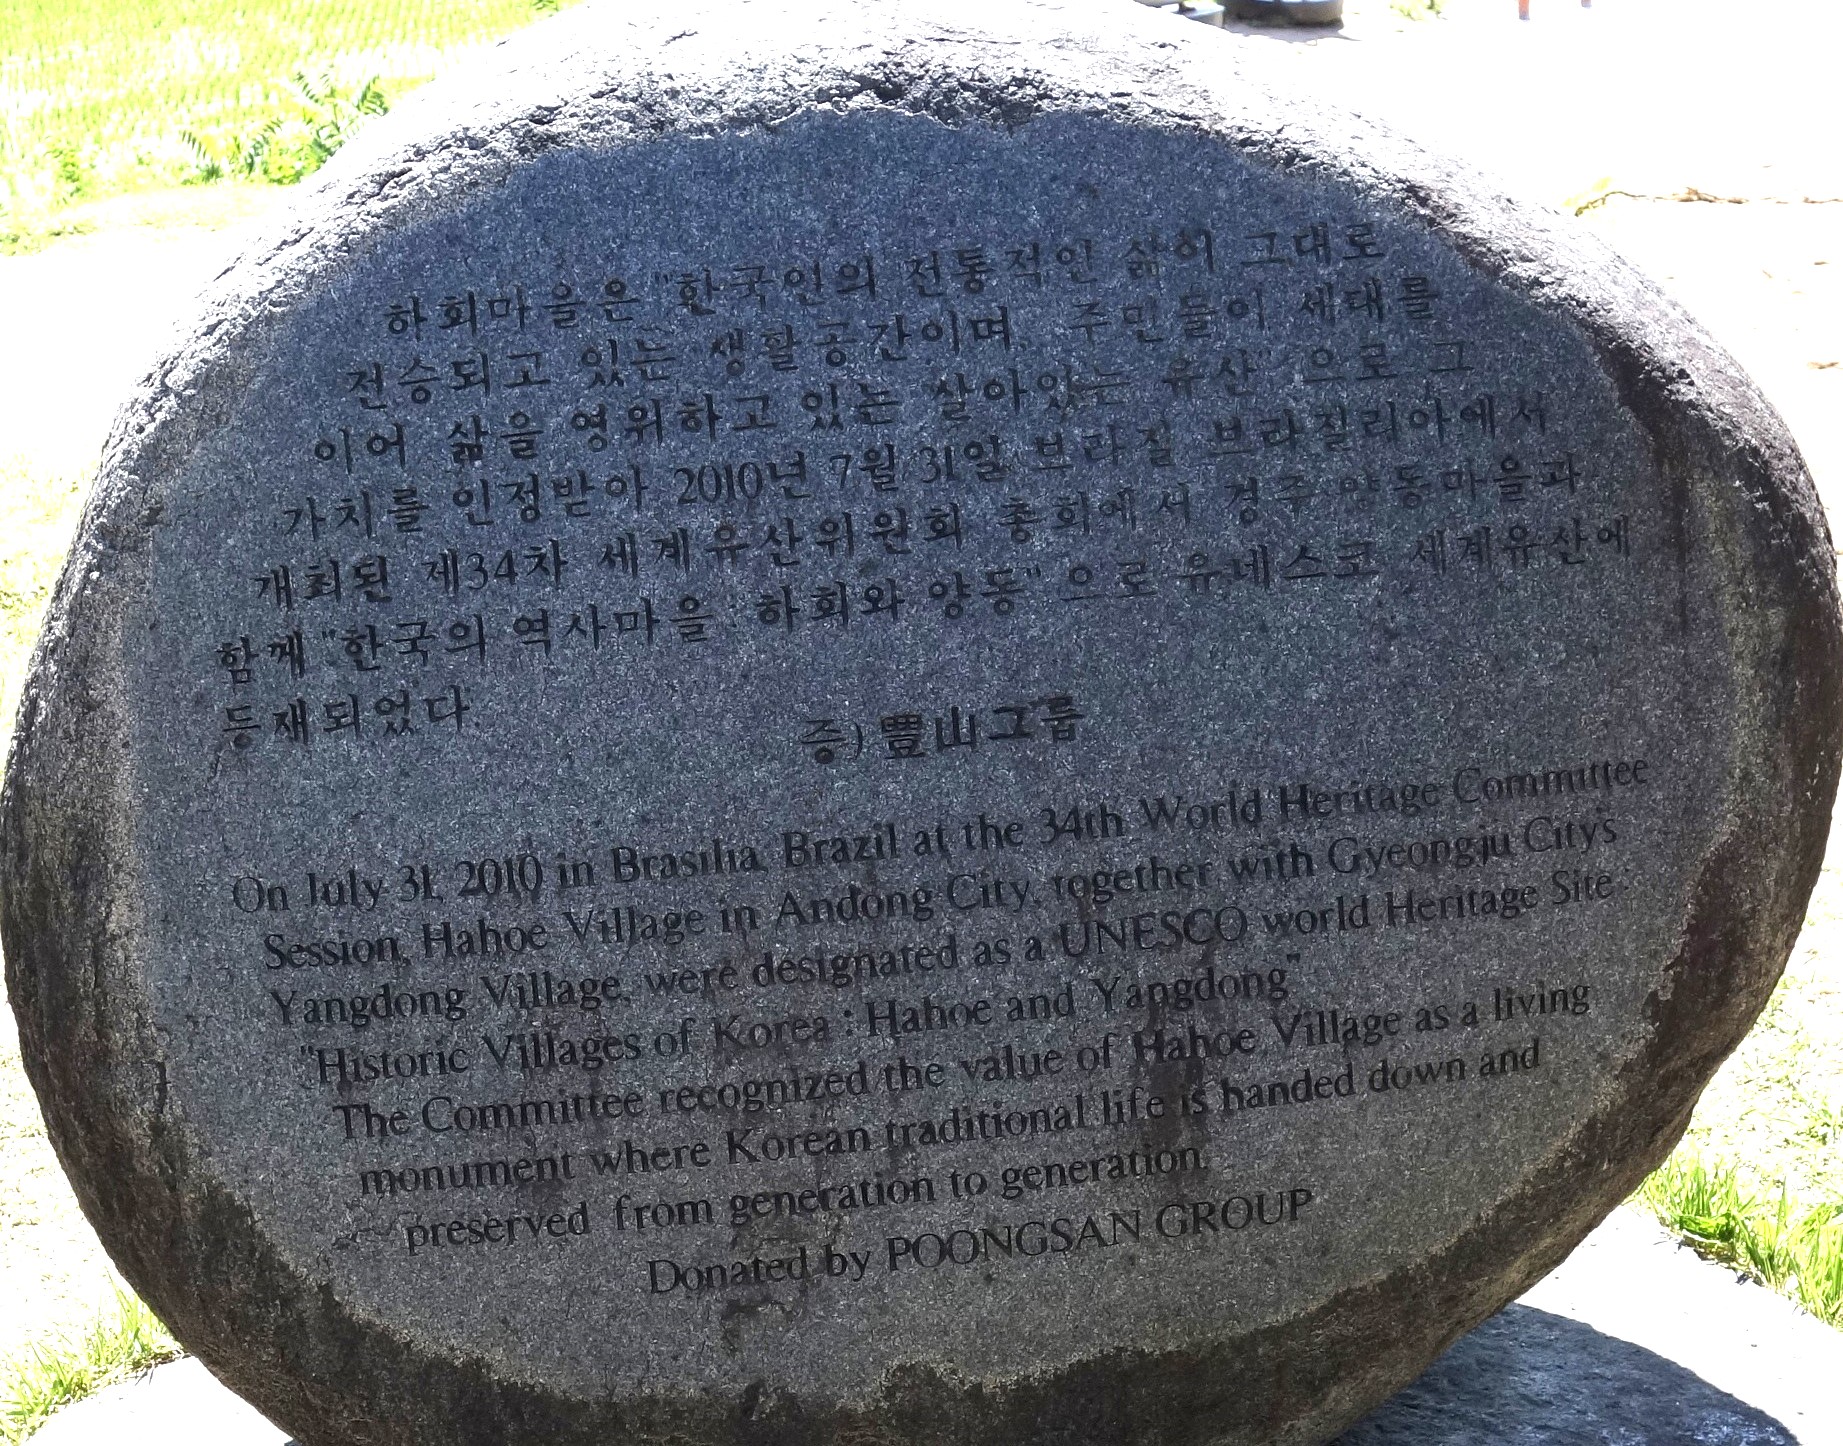 하회마을은 "한국인의 전통적인 삶이 그대로
전승되고 있는 생활공간이며, 주민들이 세대를
이어 삶을 영위하고 있는 살아있는 유산" 으로 그
가치를 인정받아 2010년 7월 31일 브라질 브라질리아에서
개최된 제34차 세계유산위원회 총회에서 경주 양동마을과
함께 "한국의 역사마을 : 하회와 양동" 으로 유네스코 세계유산에
등재되었다.
증) 豊山그룹
On July 31, 2010 in Brasilia, Brazil at the 34th World Heritage Committee
Session, Hahoe Village in Andong City, together with Gyeongju City's
Yangdong Village, were designated as a UNESCO world Heritage Site :
"Historic Villages of Korea : Hahoe and Yangdong"
The Committee recognized the value of Hahoe Village as a living
monument where Korean traditional life is handed down and
preserved from generation to generation.
Donated by POONGSAN GROUP